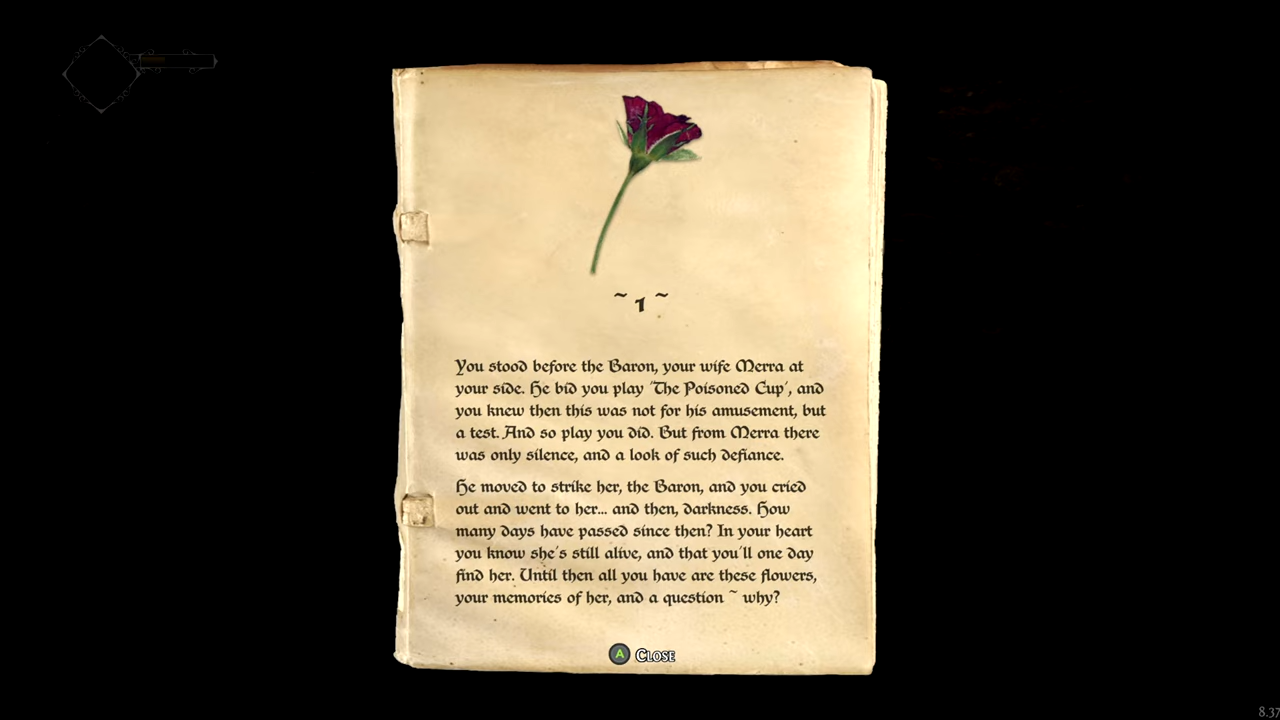 ~ 1 ~
You stood before the Baron, your wife Merra at
your side. He bid you play 'The Poisoned Cup', and
you knew then this was not for his amusement, but
a test. And so play you did. But from Merra there
was only silence, and a look of such defiance.
He moved to strike her, the Baron, and you cried
out and went to her... and then, darkness. How
many days have passed since then? In your heart
you know she's still alive, and that you'll one day
find her. Until then all you have are these flowers,
your memories of her, and a question ~ why?
A Close
8.37